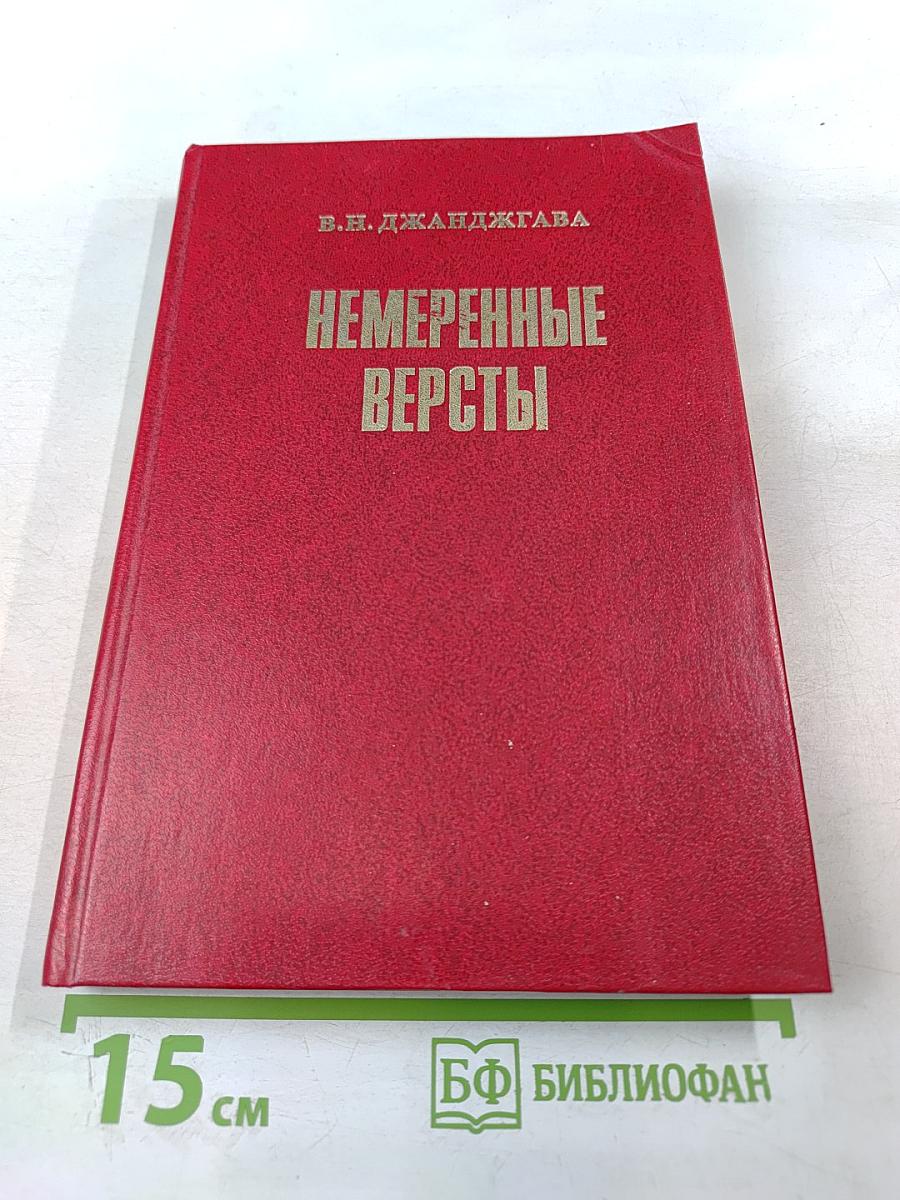 В.Н. ДЖАНДЖГАВА
НЕМЕРЕННЫЕ
ВЕРСТЫ
15 см
БФ БИБЛИОФАН